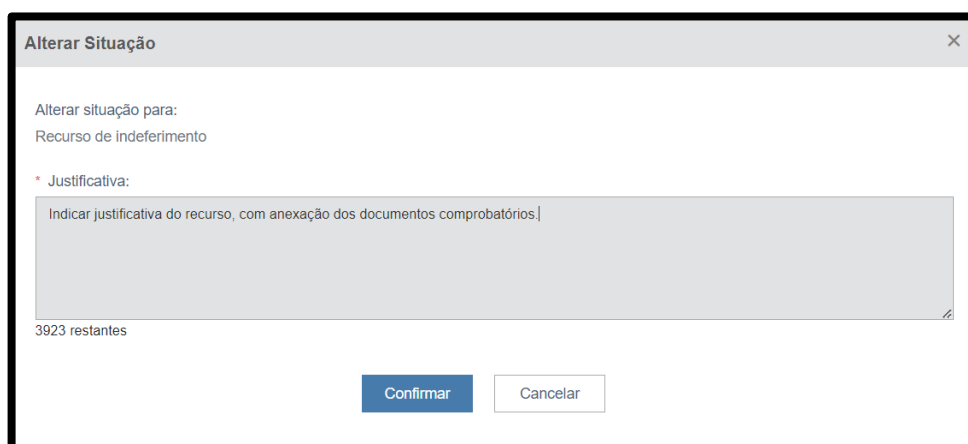 Alterar Situação
Alterar situação para:
Recurso de indeferimento
* Justificativa:
Indicar justificativa do recurso, com anexação dos documentos comprobatórios.
3923 restantes
Confirmar Cancelar